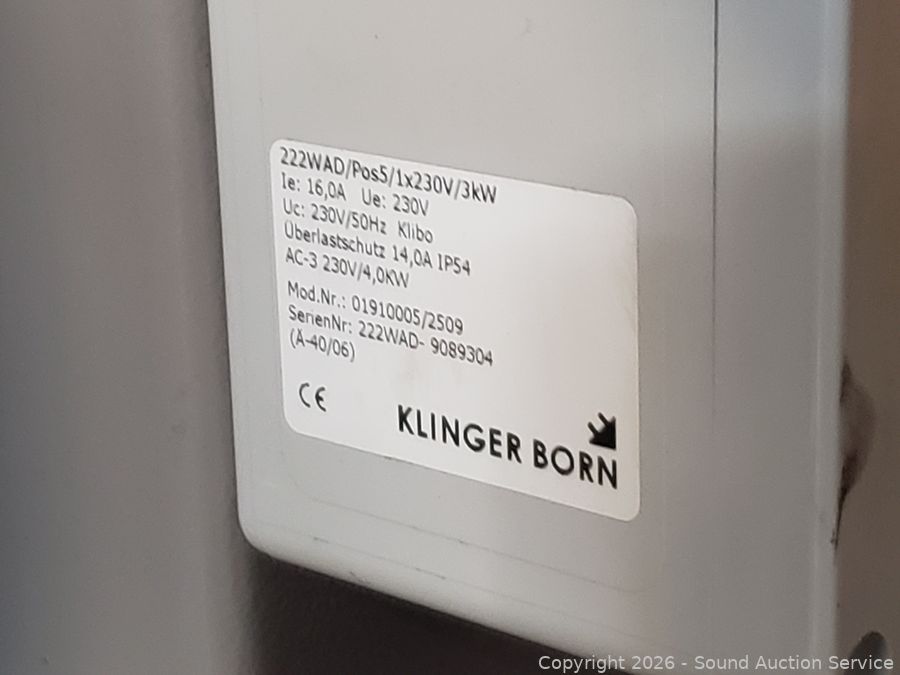 222WAD/Pos5/1x230V/3kW
Ie: 16,0A Ue: 230V
Uc: 230V/50Hz Klibo
Überlastschutz 14,0A IP54
AC-3 230V/4,0KW
Mod.Nr.: 01910005/2509
SerienNr: 222WAD- 9089304
(Ä-40/06)
CE
KLINGER BORN
Copyright 2026 - Sound Auction Service